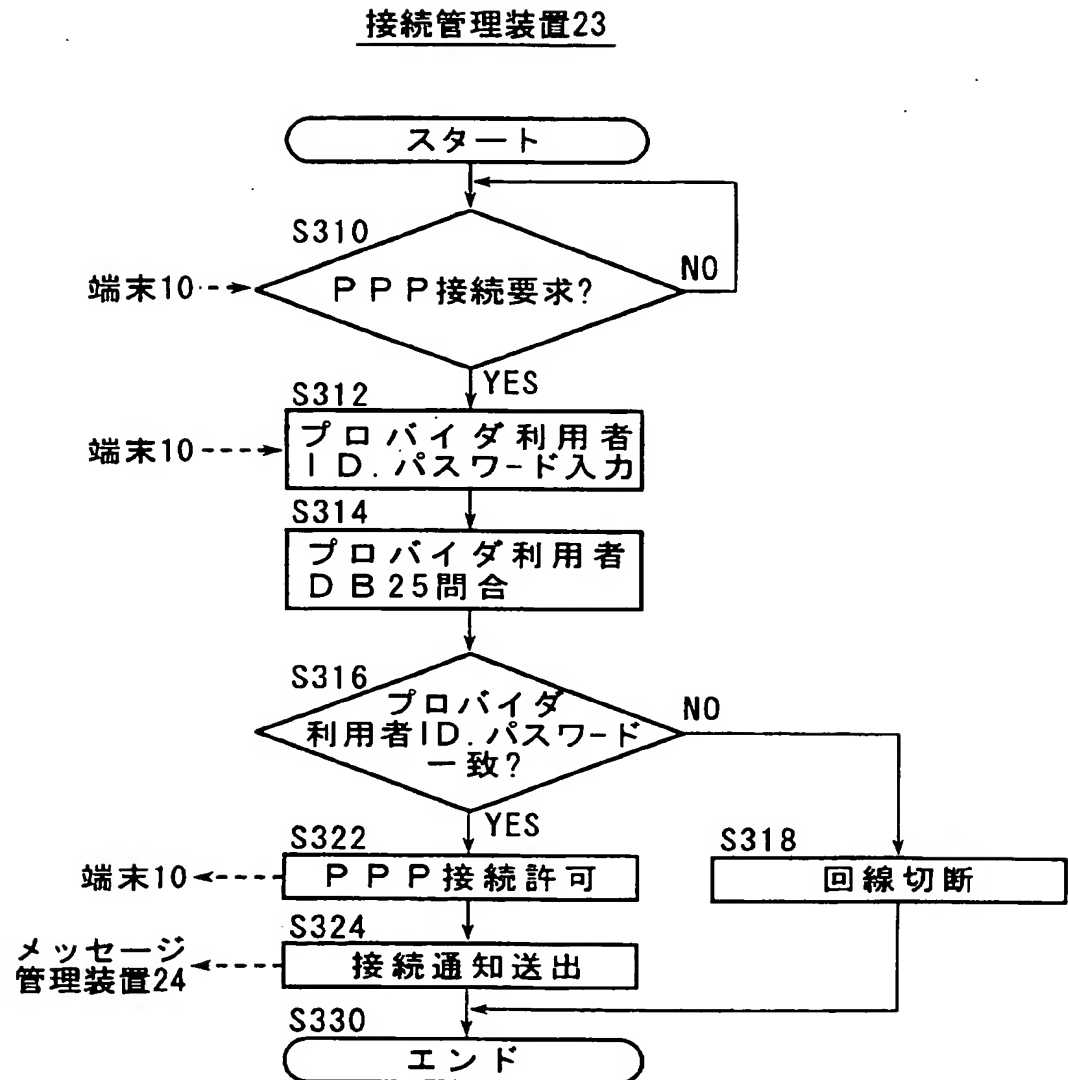 接続管理装置23
スタート
S310
端末10
PPP接続要求?
NO
YES
S312
端末10
プロバイダ利用者
ID.パスワード入力
S314
プロバイダ利用者
DB25問合
S316
プロバイダ
利用者ID.パスワード
一致?
NO
YES
S322
端末10
PPP接続許可
S318
回線切断
S324
メッセージ
管理装置24
接続通知送出
S330
エンド